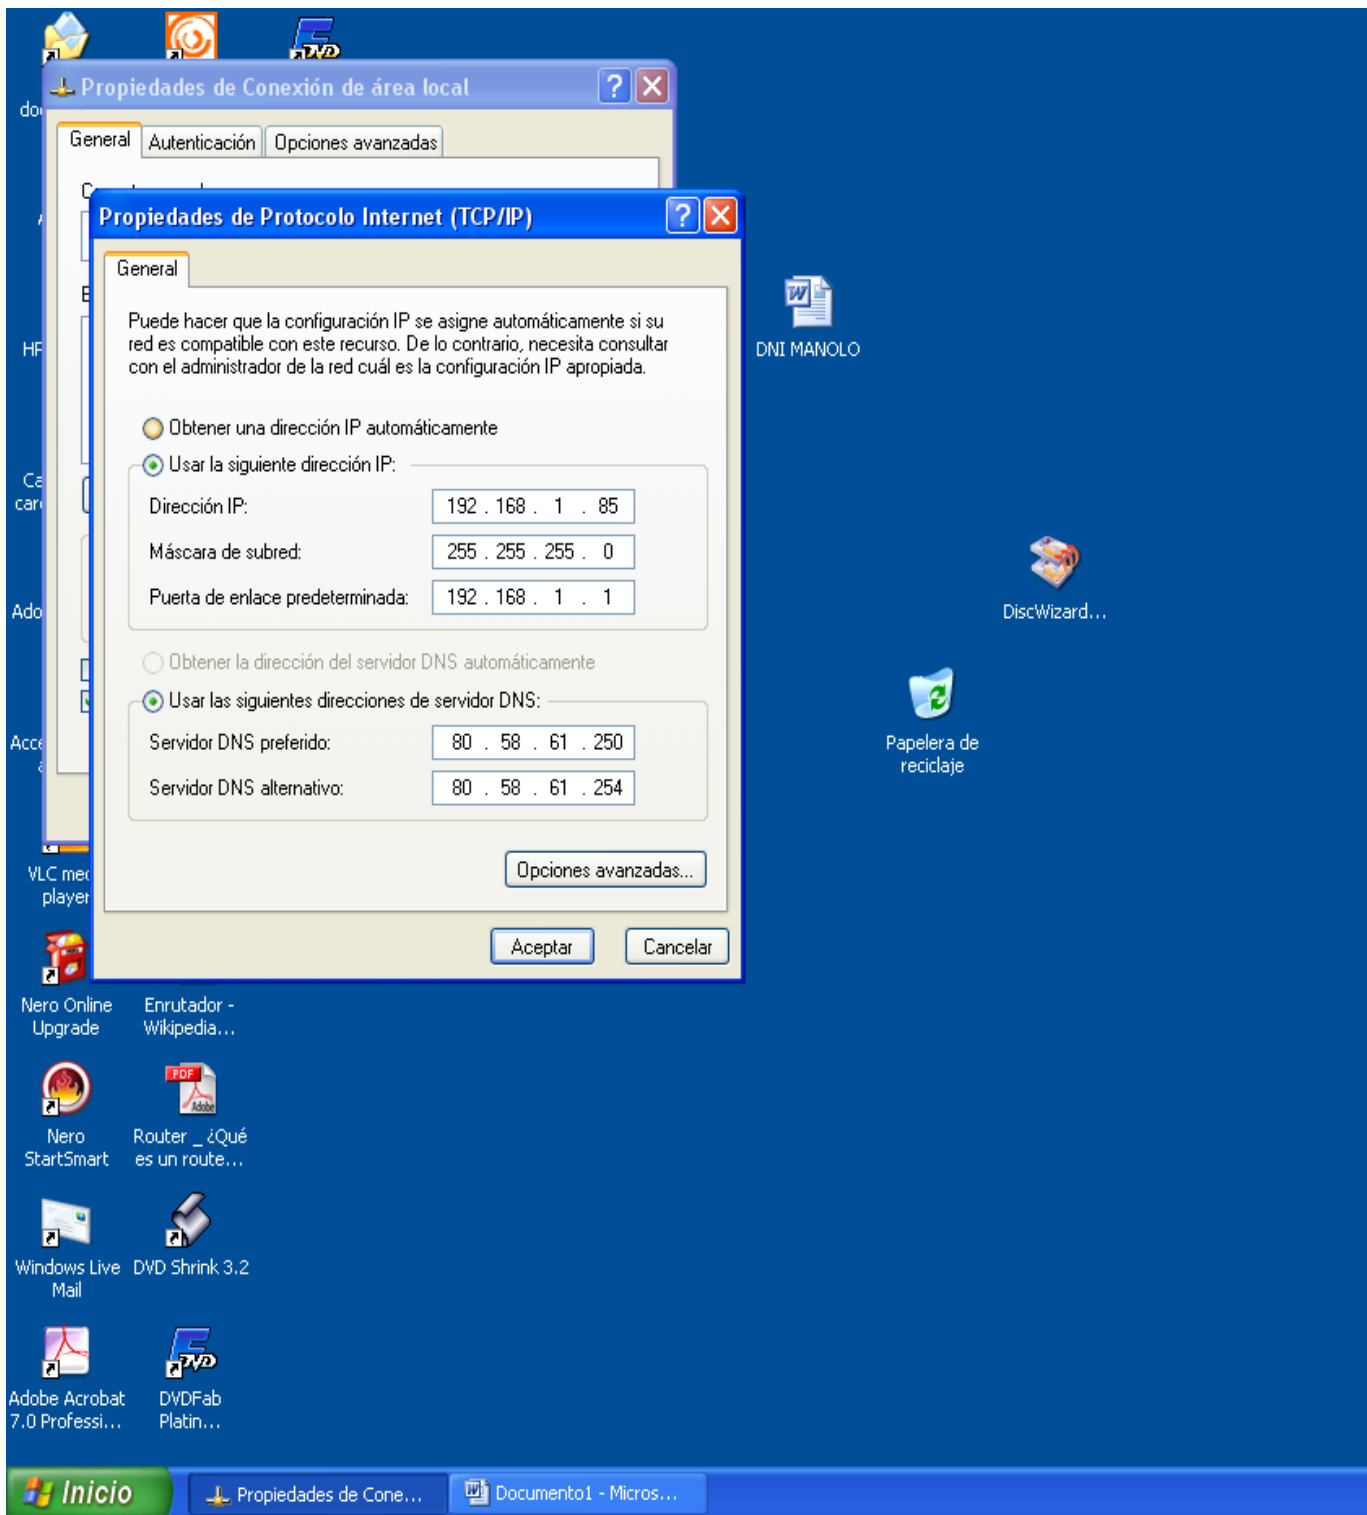 Propiedades de Conexión de área local
General
Autenticación
Opciones avanzadas
Propiedades de Protocolo Internet (TCP/IP)
General
Puede hacer que la configuración IP se asigne automáticamente si su
red es compatible con este recurso. De lo contrario, necesita consultar
con el administrador de la red cuál es la configuración IP apropiada.
Obtener una dirección IP automáticamente
Usar la siguiente dirección IP:
Dirección IP:
192 . 168 . 1 . 85
Máscara de subred:
255 . 255 . 255 . 0
Puerta de enlace predeterminada:
192 . 168 . 1 . 1
Obtener la dirección del servidor DNS automáticamente
Usar las siguientes direcciones de servidor DNS:
Servidor DNS preferido:
80 . 58 . 61 . 250
Servidor DNS alternativo:
80 . 58 . 61 . 254
Opciones avanzadas...
Aceptar
Cancelar
DNI MANOLO
DiscWizard...
Papelera de
reciclaje
VLC
player
Nero Online
Upgrade
Enrutador -
Wikipedia...
Nero
StartSmart
PDF
Adobe
Router _ ¿Qué
es un route...
Windows Live
Mail
DVD Shrink 3.2
Adobe Acrobat
7.0 Professi...
DVD
DVDFab
Platin...
Inicio
Propiedades de Cone...
Documento1 - Micros...